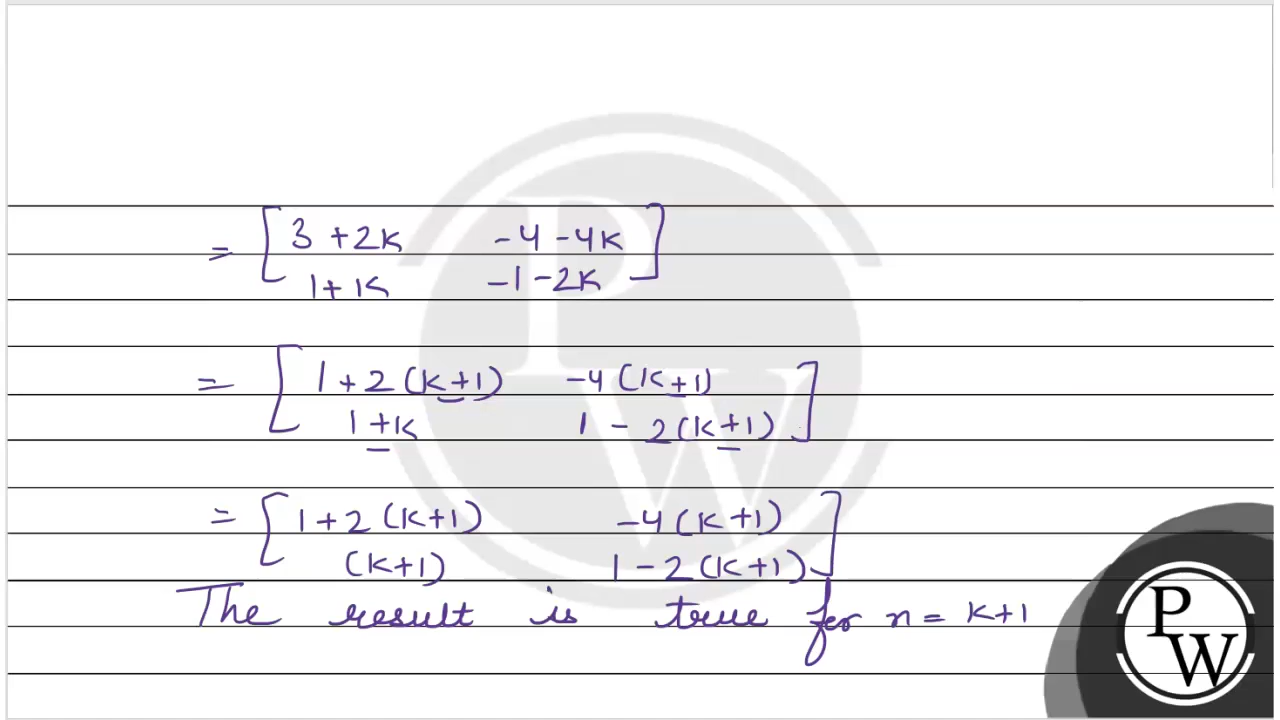 = [ 3 + 2k   -4 - 4k ]
1 + k   -1 - 2k
= [ 1 + 2 (k+1)   -4 (k+1) ]
1 + k   1 - 2(k+1)
= [ 1 + 2 (k+1)   -4 (k+1) ]
(k+1)   1 - 2 (k+1)
The result is true for n = k+1
P
W